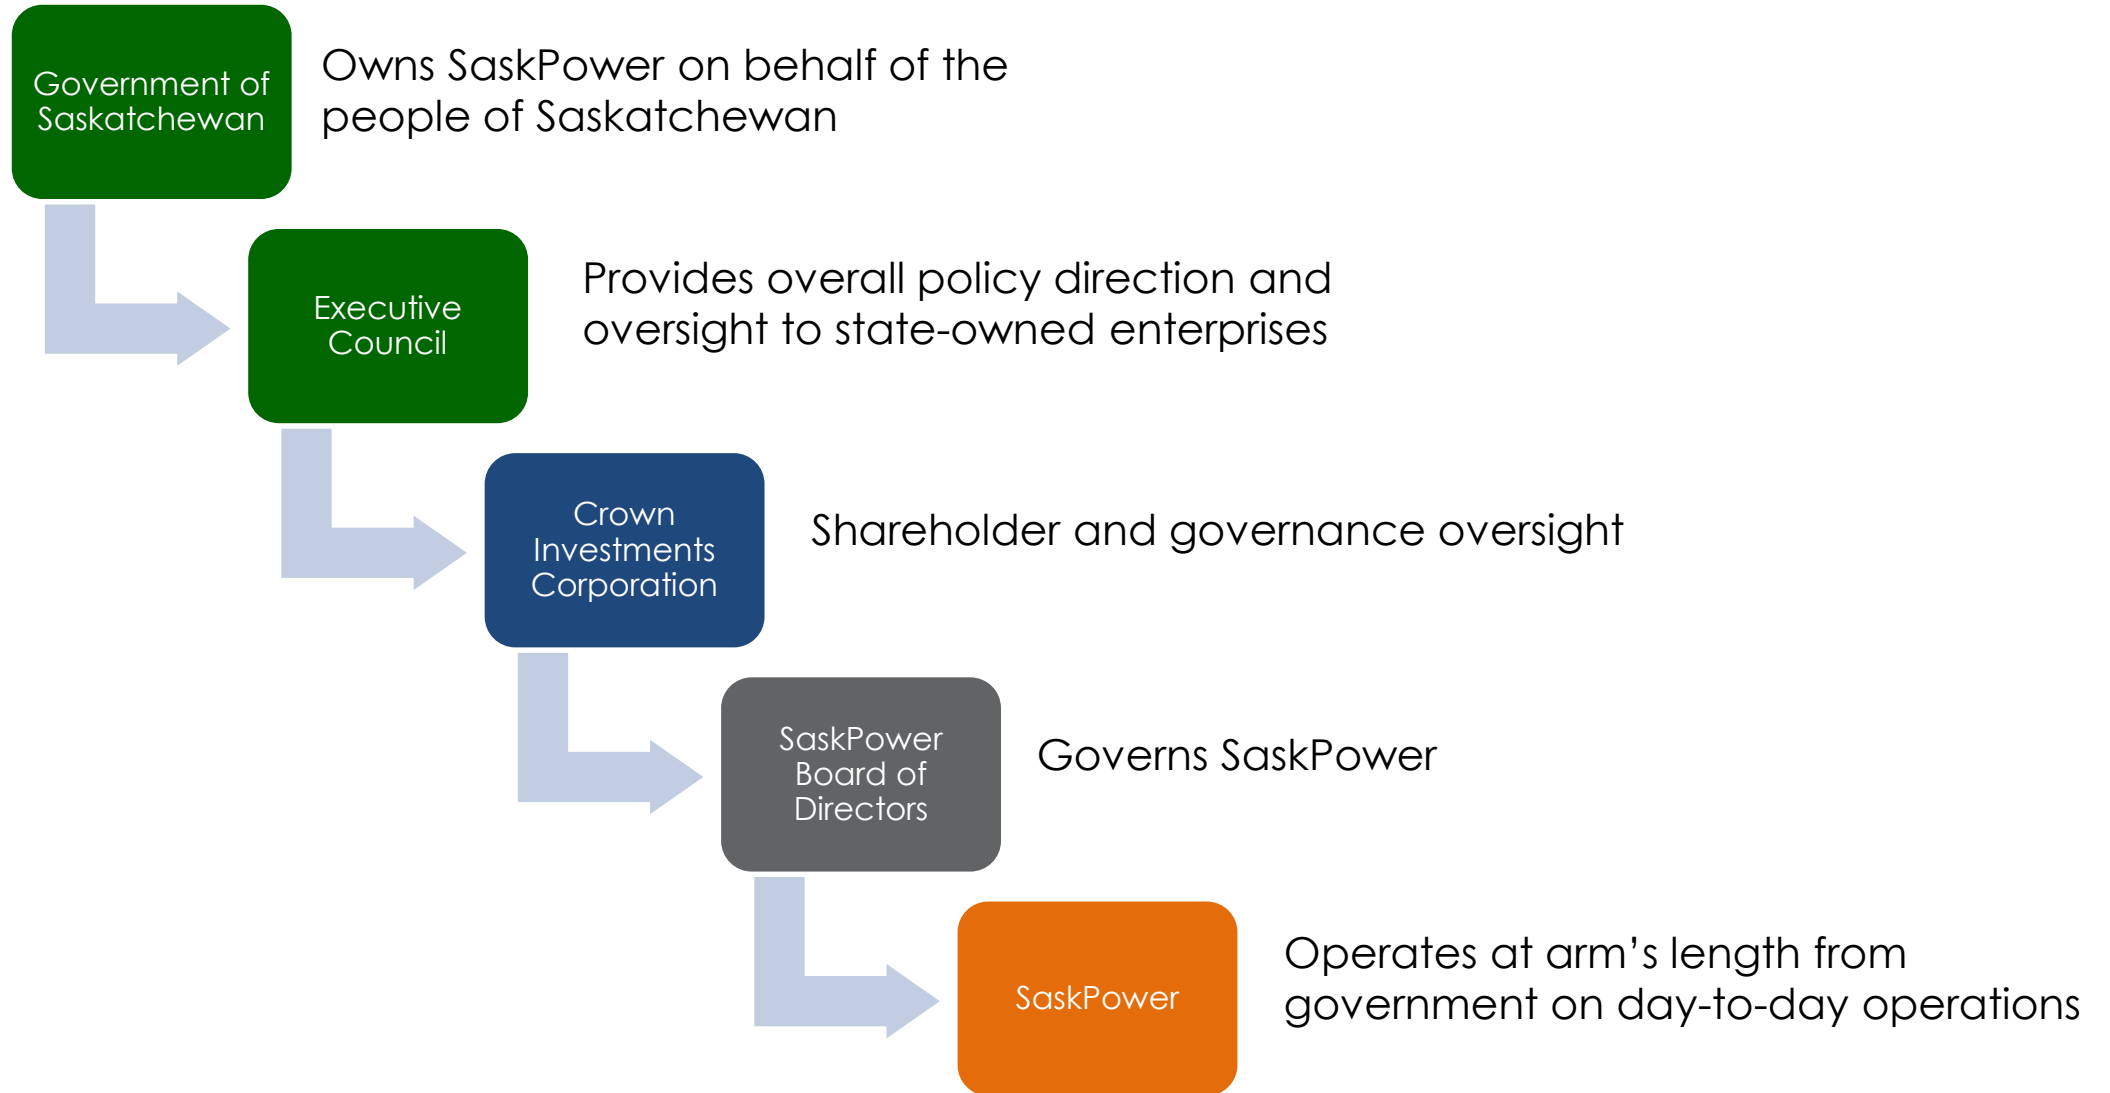 Government of
Saskatchewan
Owns SaskPower on behalf of the
people of Saskatchewan
Executive
Council
Provides overall policy direction and
oversight to state-owned enterprises
Crown
Investments
Corporation
Shareholder and governance oversight
SaskPower
Board of
Directors
Governs SaskPower
SaskPower
Operates at arm’s length from
government on day-to-day operations